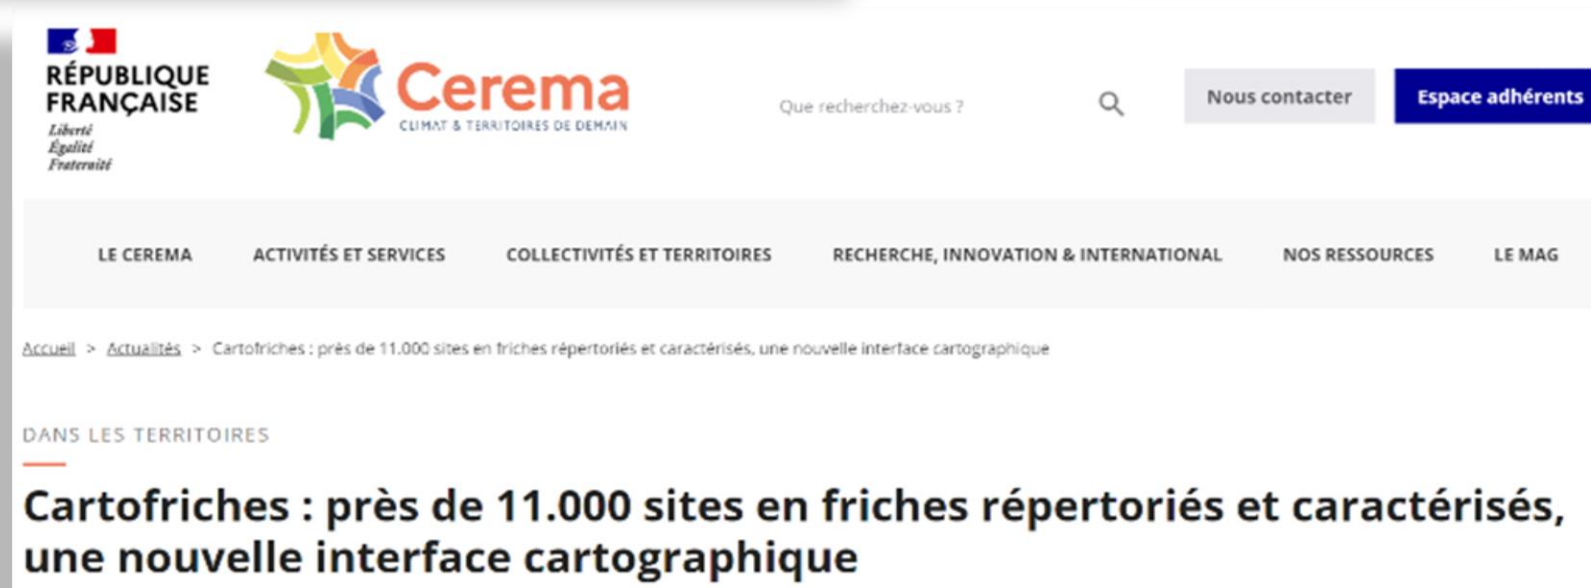 RÉPUBLIQUE
FRANÇAISE
Liberté
Égalité
Fraternité
Cerema
CLIMAT & TERRITOIRES DE DEMAIN
Que recherchez-vous ?
Nous contacter
Espace adhérents
LE CEREMA ACTIVITÉS ET SERVICES COLLECTIVITÉS ET TERRITOIRES RECHERCHE, INNOVATION & INTERNATIONAL NOS RESSOURCES LE MAG
Accueil > Actualités > Cartofriches : près de 11.000 sites en friches répertoriés et caractérisés, une nouvelle interface cartographique
DANS LES TERRITOIRES
Cartofriches : près de 11.000 sites en friches répertoriés et caractérisés,
une nouvelle interface cartographique